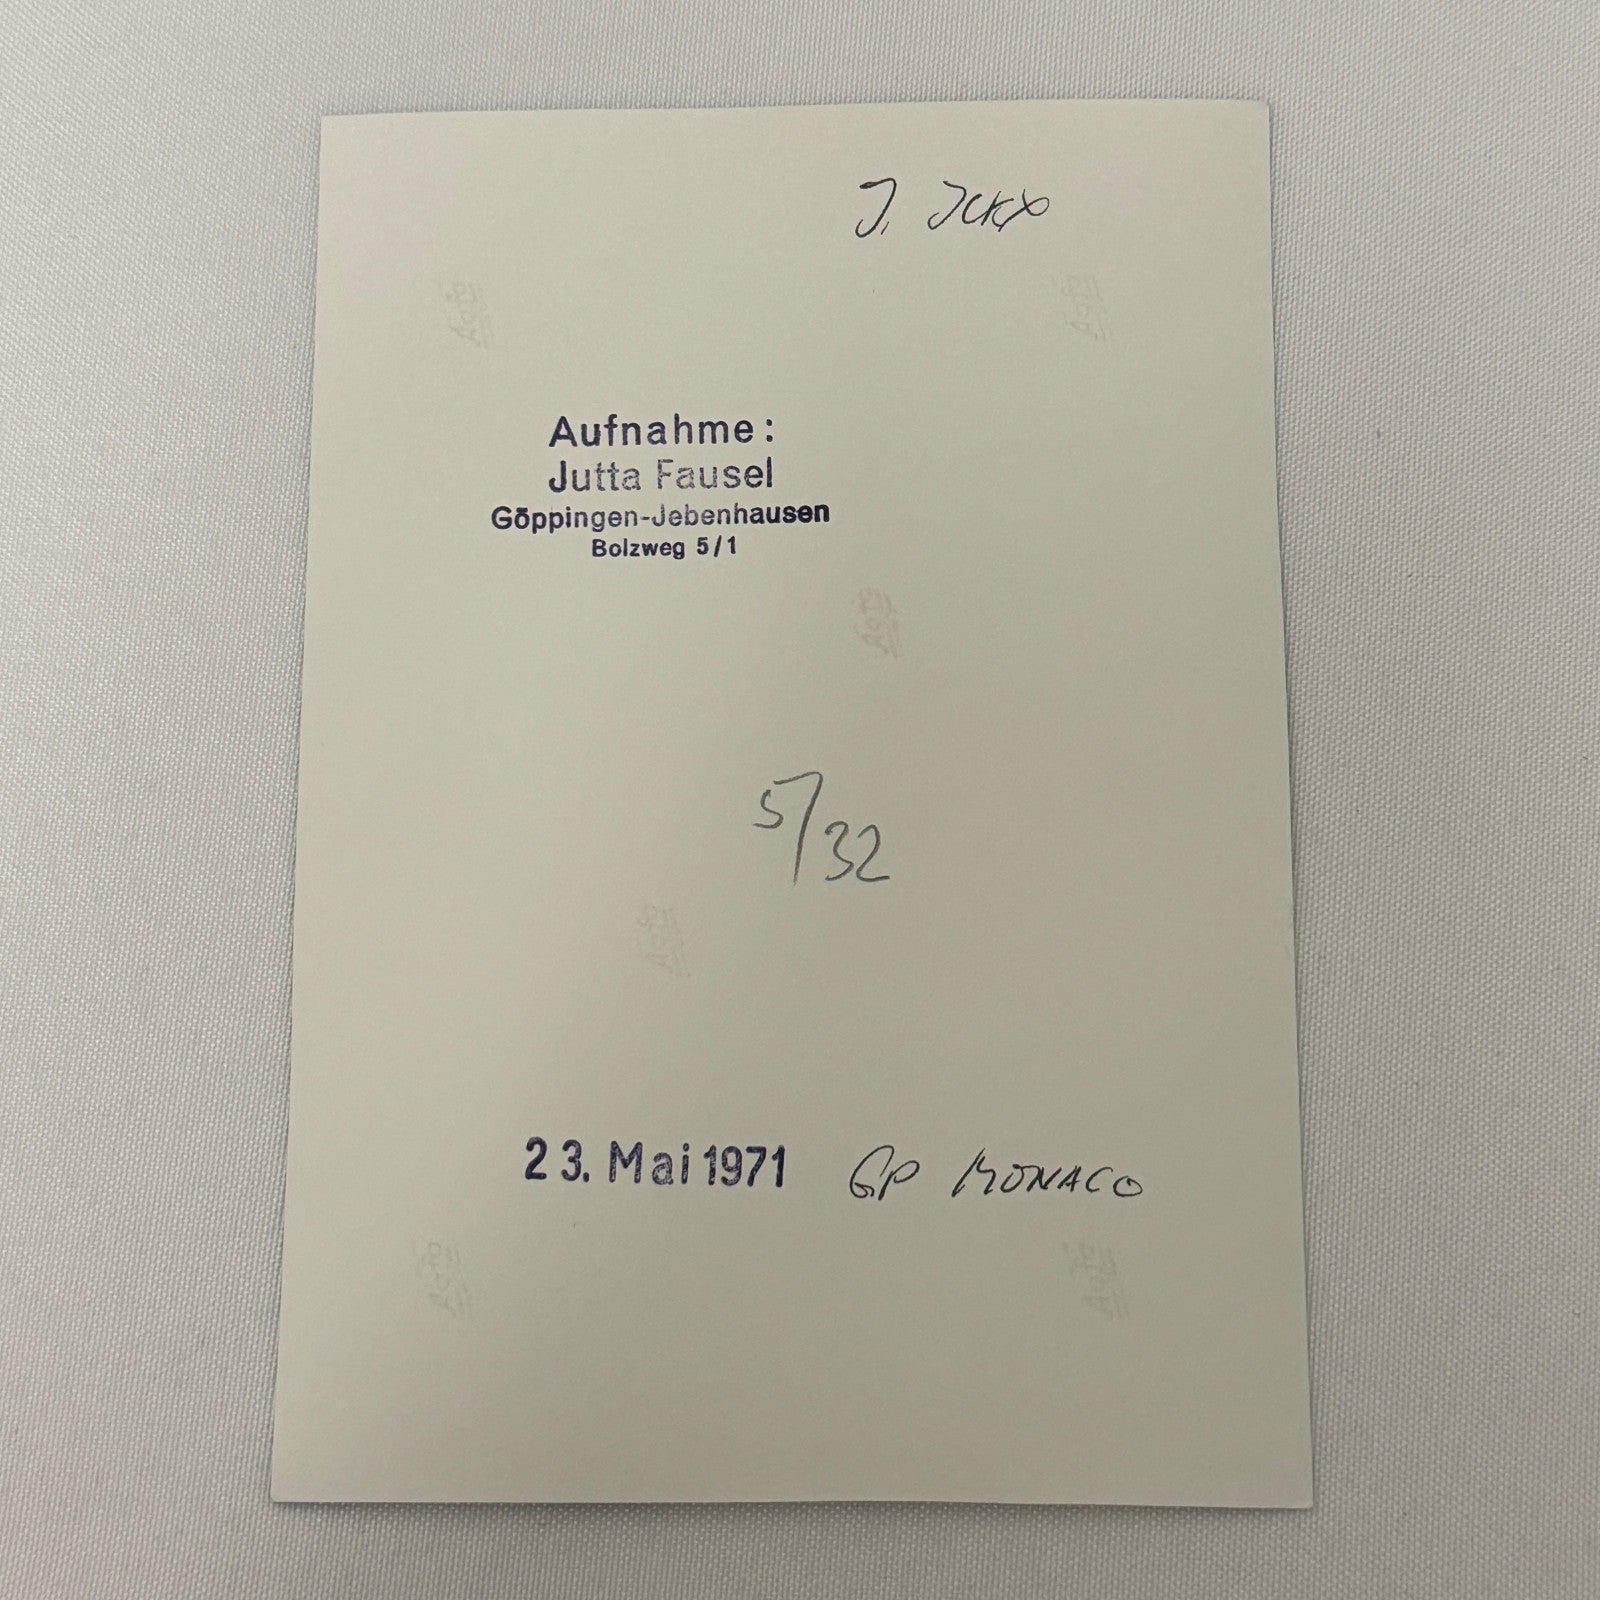 J. Ickx
Aufnahme:
Jutta Fausel
Göppingen-Jebenhausen
Bolzweg 5/1
5/32
23. Mai 1971 GP MONACO